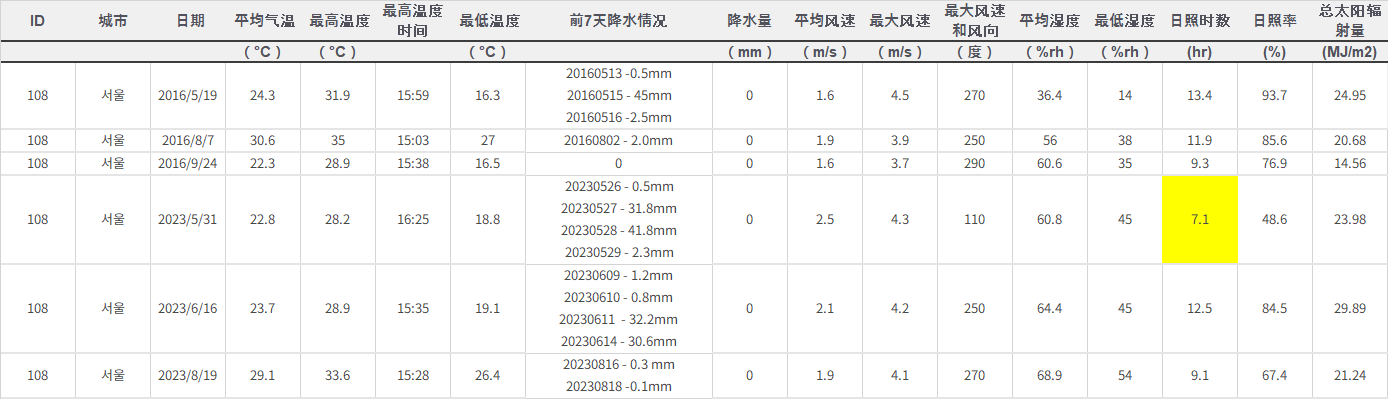 ID 城市 日期 平均气温 最高温度 最高温度时间 最低温度 前7天降水情况 降水量 平均风速 最大风速 最大风速和风向 平均湿度 最低湿度 日照时数 日照率 总太阳辐射量
（°C） （°C） （°C） （mm） （m/s） （m/s） （度） （%rh） （%rh） (hr) (%) (MJ/m2)
20160513 -0.5mm
108 서울 2016/5/19 24.3 31.9 15:59 16.3 20160515 - 45mm 0 1.6 4.5 270 36.4 14 13.4 93.7 24.95
20160516 -2.5mm
108 서울 2016/8/7 30.6 35 15:03 27 20160802 - 2.0mm 0 1.9 3.9 250 56 38 11.9 85.6 20.68
108 서울 2016/9/24 22.3 28.9 15:38 16.5 0 0 1.6 3.7 290 60.6 35 9.3 76.9 14.56
20230526 - 0.5mm
20230527 - 31.8mm
108 서울 2023/5/31 22.8 28.2 16:25 18.8 0 2.5 4.3 110 60.8 45 7.1 48.6 23.98
20230528 - 41.8mm
20230529 - 2.3mm
20230609 - 1.2mm
20230610 - 0.8mm
108 서울 2023/6/16 23.7 28.9 15:35 19.1 0 2.1 4.2 250 64.4 45 12.5 84.5 29.89
20230611 - 32.2mm
20230614 - 30.6mm
20230816 - 0.3 mm
108 서울 2023/8/19 29.1 33.6 15:28 26.4 0 1.9 4.1 270 68.9 54 9.1 67.4 21.24
20230818 -0.1mm